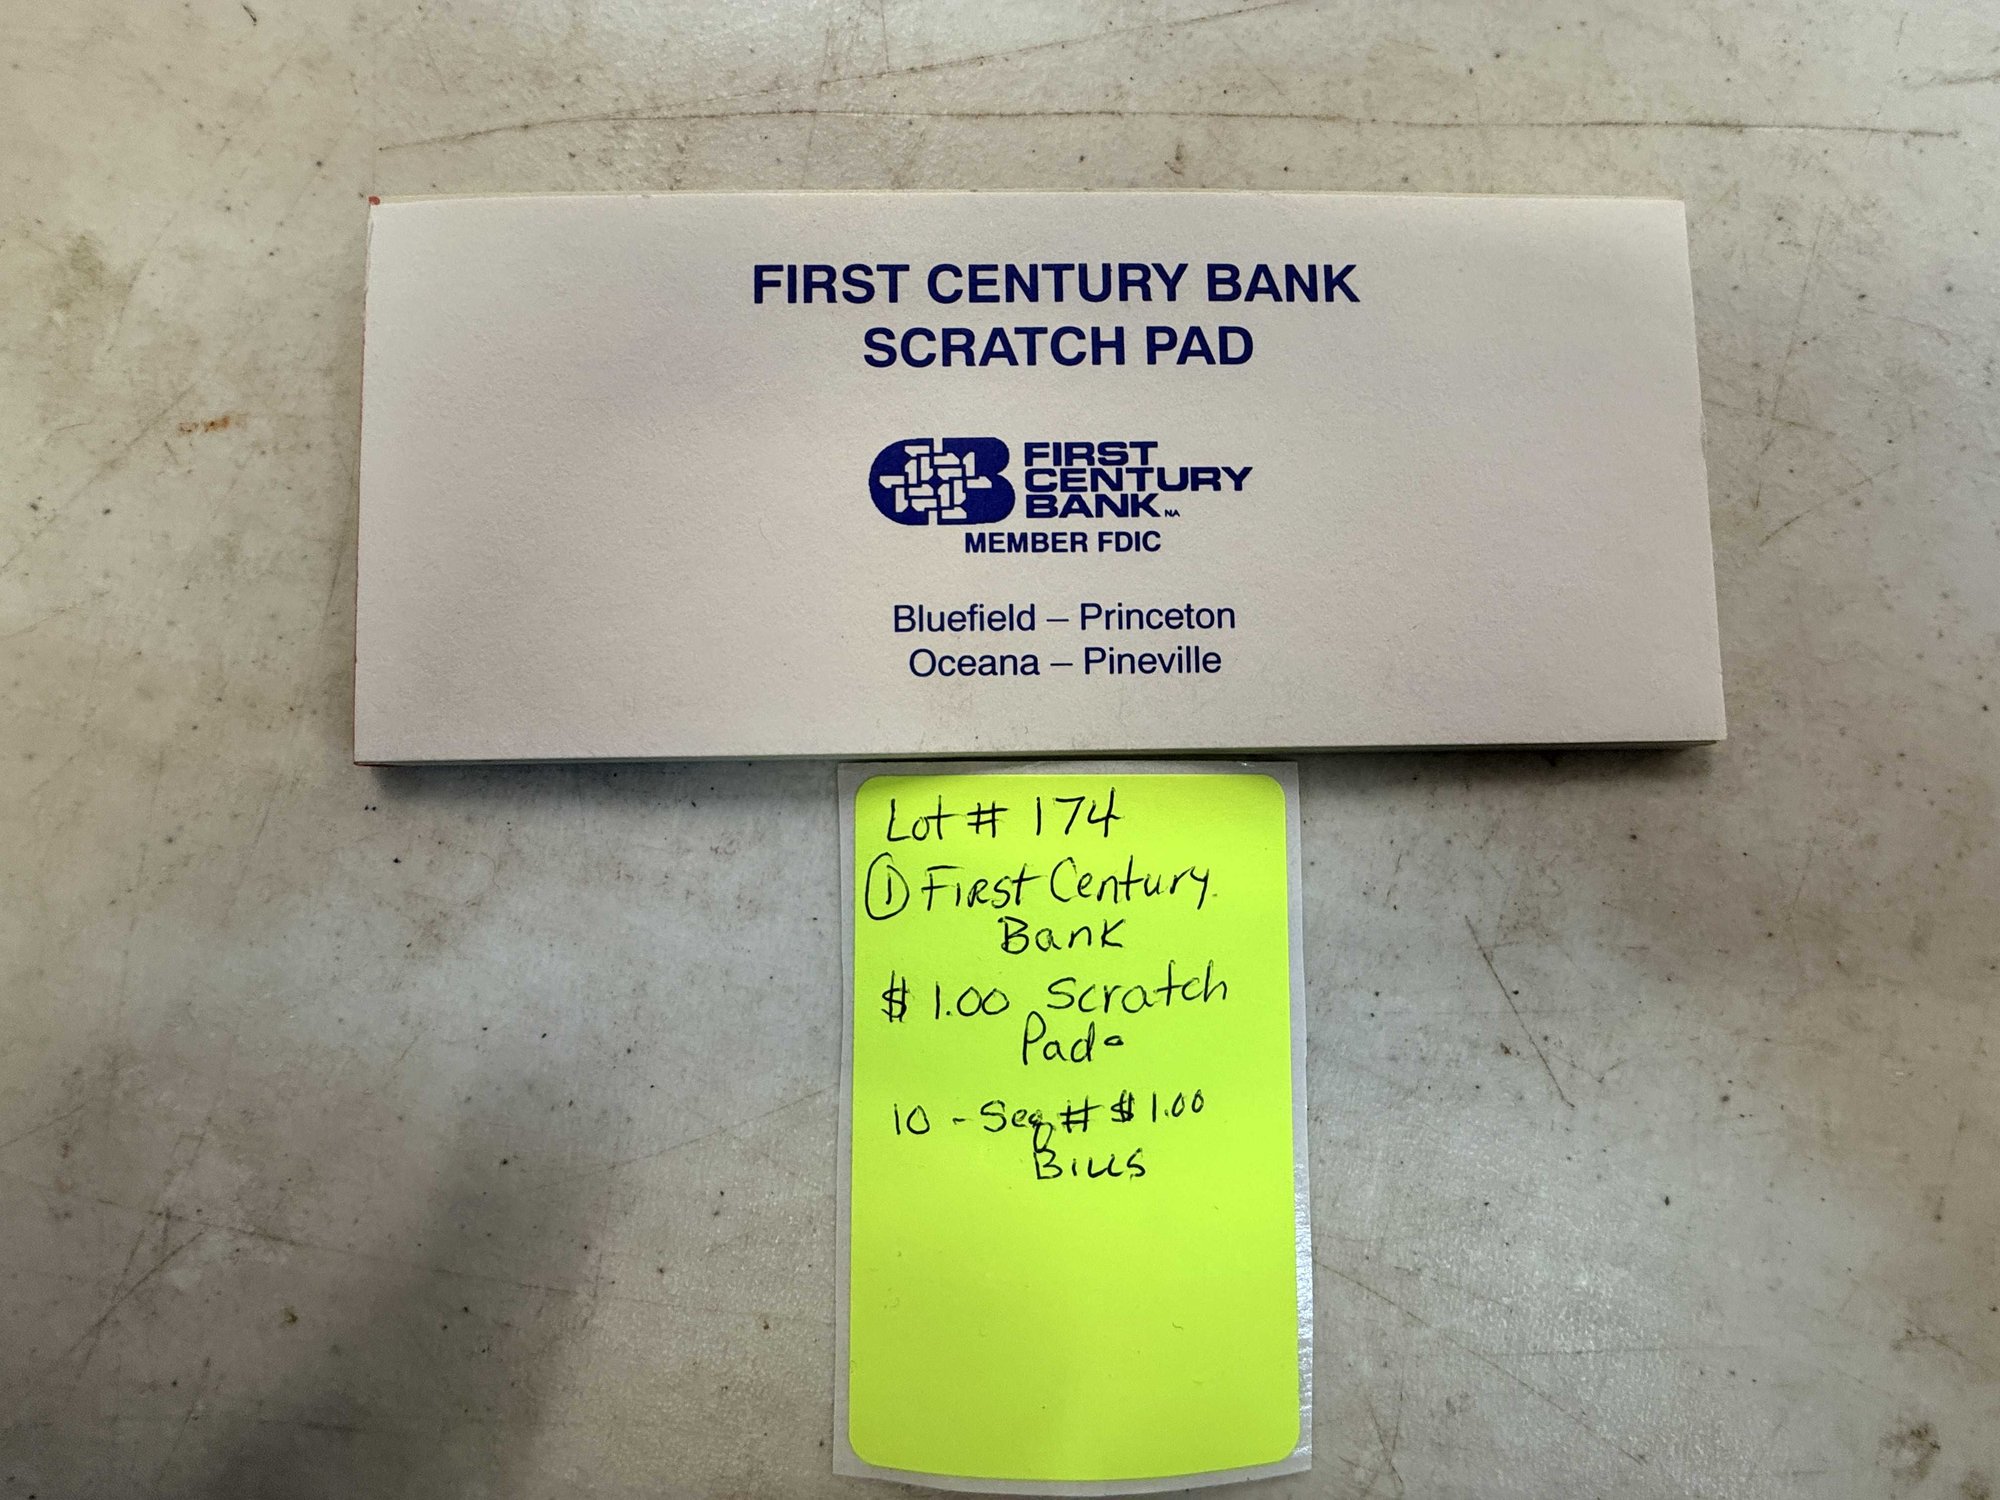 FIRST CENTURY BANK
SCRATCH PAD
FIRST
CENTURY
BANK NA
MEMBER FDIC
Bluefield – Princeton
Oceana – Pineville
Lot # 174
① First Century
Bank
$ 1.00 Scratch
Pad.
10 - Seq # $ 1.00
Bills